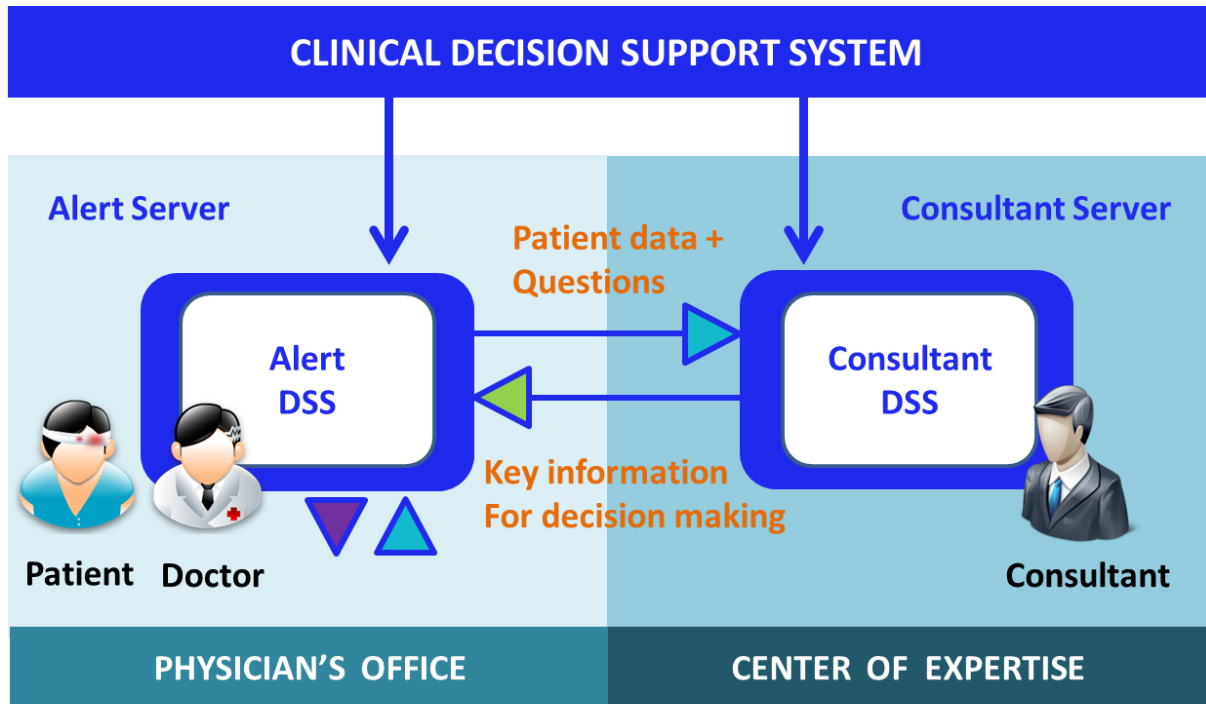 CLINICAL DECISION SUPPORT SYSTEM
Alert Server
Consultant Server
Patient data +
Questions
Alert
DSS
Consultant
DSS
Key information
For decision making
Patient
Doctor
Consultant
PHYSICIAN'S OFFICE
CENTER OF EXPERTISE